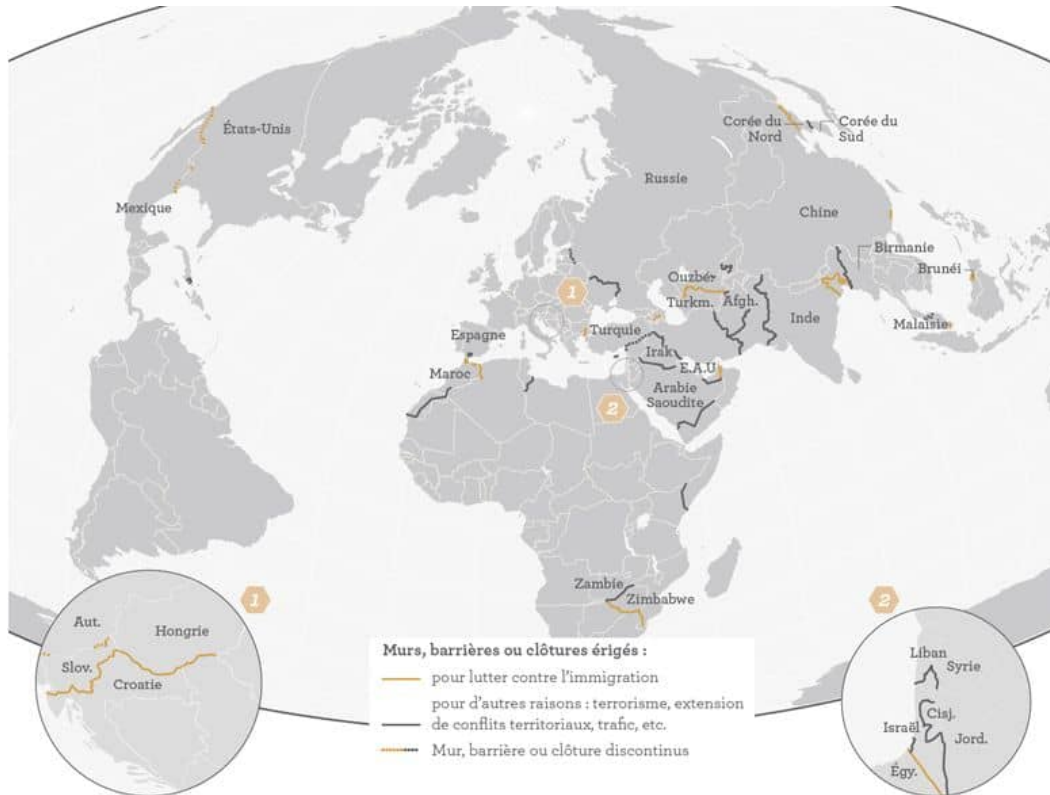 États-Unis
Mexique
Russie
Corée du
Nord
Corée du
Sud
Chine
Birmanie
Brunéi
Malaisie
Inde
Ouzbér.
Turkm.
Afgh.
Turquie
Irak
E.A.U
Arabie
Saoudite
Espagne
Maroc
1
2
Zambie
Zimbabwe
1
Aut.
Hongrie
Slov.
Croatie
Murs, barrières ou clôtures érigés :
pour lutter contre l'immigration
pour d'autres raisons : terrorisme, extension
de conflits territoriaux, trafic, etc.
Mur, barrière ou clôture discontinus
2
Liban
Syrie
Cisj.
Israël
Jord.
Égy.